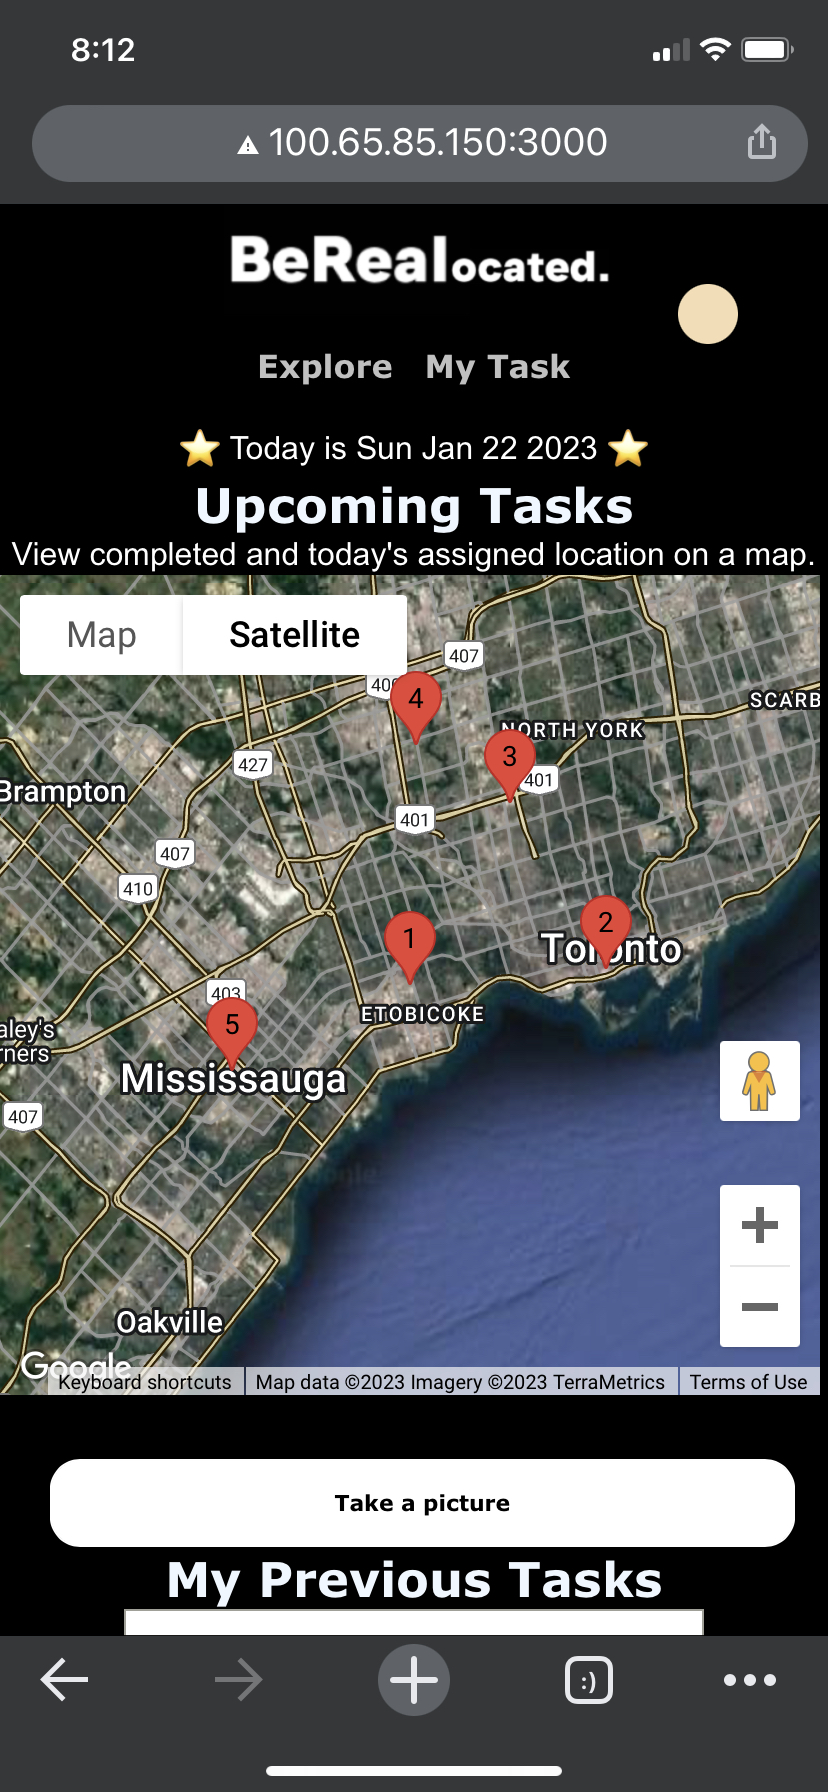 8:12
100.65.85.150:3000
BeRealocated.
Explore My Task
⭐ Today is Sun Jan 22 2023 ⭐
Upcoming Tasks
View completed and today's assigned location on a map.
Map Satellite
407
4
SCARB
NORTH YORK
3
427
401
Brampton
401
407
410
2
1
Toronto
403
ETOBICOKE
5
aley's
rners
Mississauga
407
Oakville
Google
Keyboard shortcuts Map data ©2023 Imagery ©2023 TerraMetrics Terms of Use
Take a picture
My Previous Tasks
:)